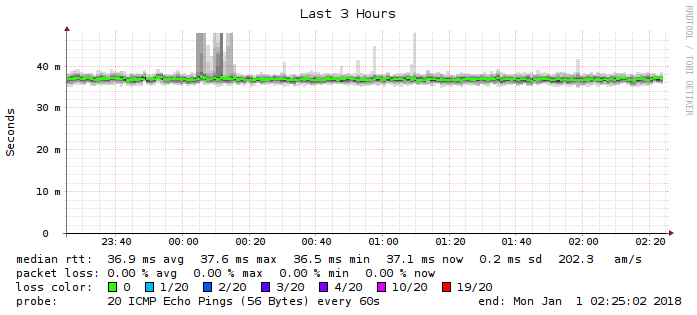 Last 3 Hours
RRDTOOL / TOBI OETIKER
Seconds
40 m
30 m
20 m
10 m
0
23:40 00:00 00:20 00:40 01:00 01:20 01:40 02:00 02:20
median rtt: 36.9 ms avg 37.6 ms max 36.5 ms min 37.1 ms now 0.2 ms sd 202.3 am/s
packet loss: 0.00 % avg 0.00 % max 0.00 % min 0.00 % now
loss color: 0 1/20 2/20 3/20 4/20 10/20 19/20
probe: 20 ICMP Echo Pings (56 Bytes) every 60s end: Mon Jan 1 02:25:02 2018